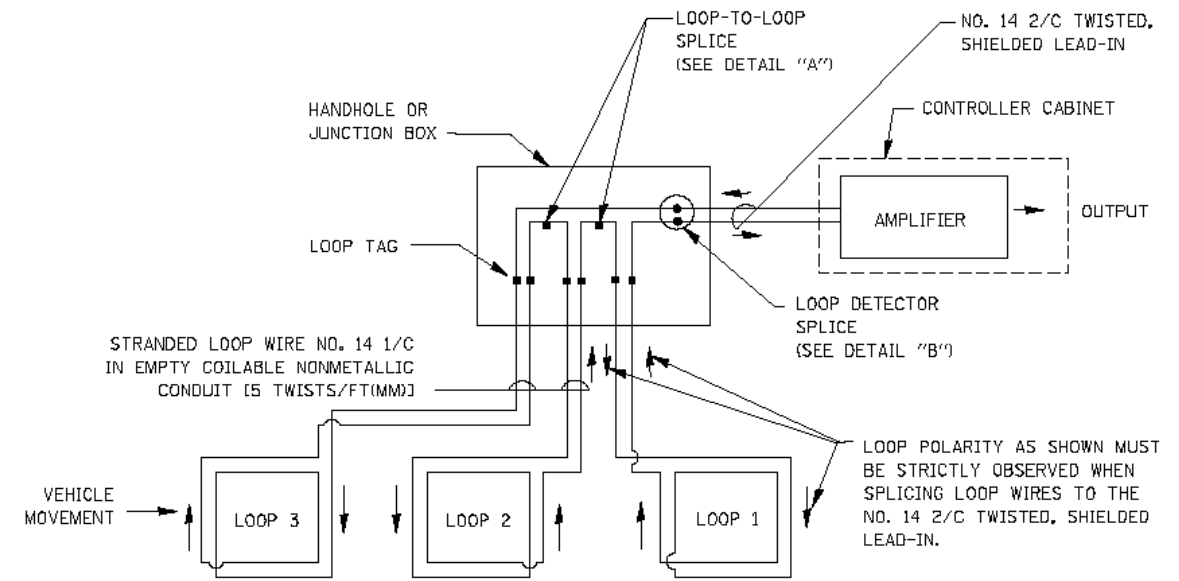 LOOP-TO-LOOP
SPLICE
(SEE DETAIL "A")
NO. 14 2/C TWISTED,
SHIELDED LEAD-IN
HANDHOLE OR
JUNCTION BOX
CONTROLLER CABINET
AMPLIFIER
OUTPUT
LOOP TAG
LOOP DETECTOR
SPLICE
(SEE DETAIL "B")
STRANDED LOOP WIRE NO. 14 1/C
IN EMPTY COILABLE NONMETALLIC
CONDUIT [5 TWISTS/FT(MM)]
LOOP POLARITY AS SHOWN MUST
BE STRICTLY OBSERVED WHEN
SPLICING LOOP WIRES TO THE
NO. 14 2/C TWISTED, SHIELDED
LEAD-IN.
VEHICLE
MOVEMENT
LOOP 3
LOOP 2
LOOP 1